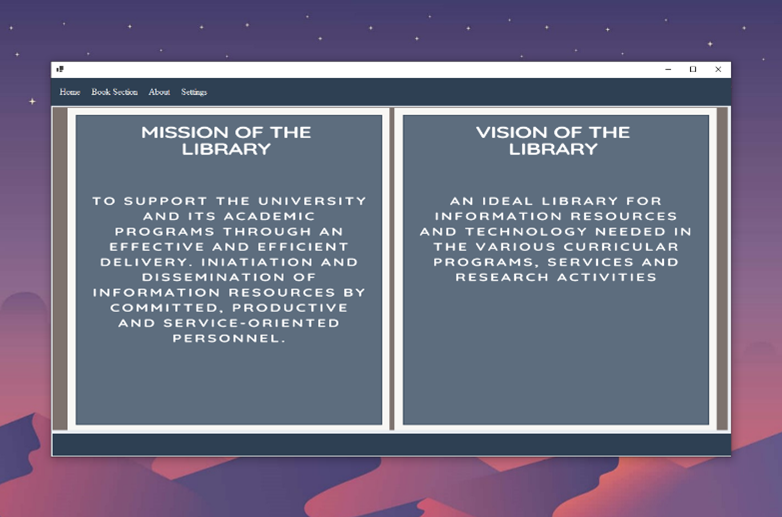 Home Book Section About Settings
MISSION OF THE
LIBRARY
TO SUPPORT THE UNIVERSITY
AND ITS ACADEMIC
PROGRAMS THROUGH AN
EFFECTIVE AND EFFICIENT
DELIVERY. INIATIATION AND
DISSEMINATION OF
INFORMATION RESOURCES BY
COMMITTED, PRODUCTIVE
AND SERVICE-ORIENTED
PERSONNEL.
VISION OF THE
LIBRARY
AN IDEAL LIBRARY FOR
INFORMATION RESOURCES
AND TECHNOLOGY NEEDED IN
THE VARIOUS CURRICULAR
PROGRAMS, SERVICES AND
RESEARCH ACTIVITIES